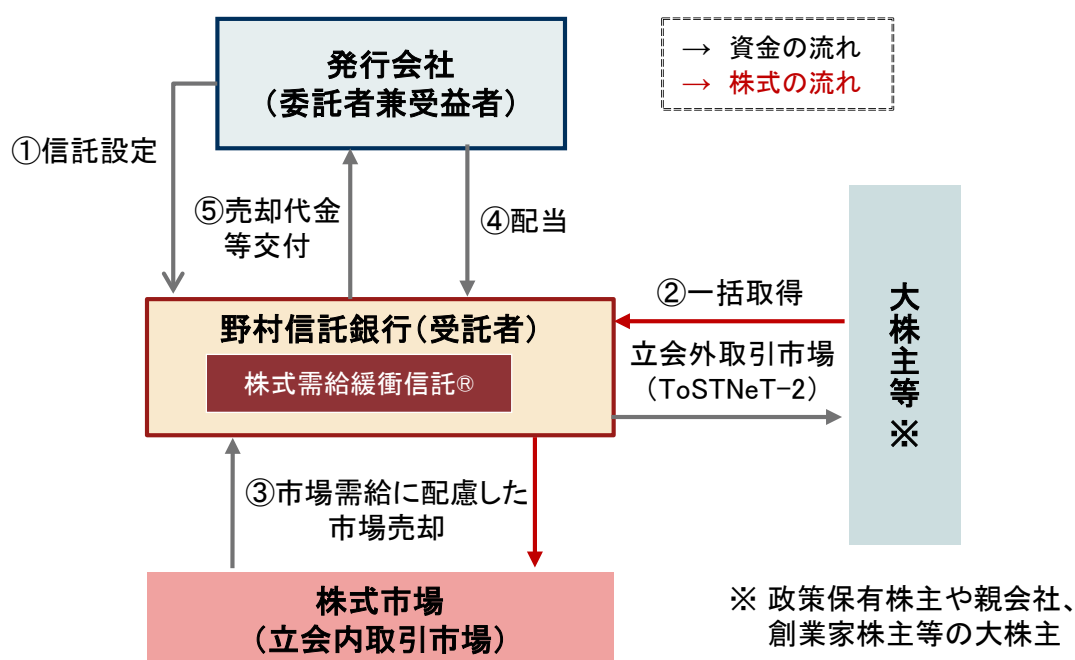 発行会社
（委託者兼受益者）
→ 資金の流れ
→ 株式の流れ
①信託設定
⑤売却代金
等交付
④配当
②一括取得
立会外取引市場
（ToSTNeT-2）
大株主等※
野村信託銀行（受託者）
株式需給緩衝信託®
③市場需給に配慮した
市場売却
株式市場
（立会内取引市場）
※ 政策保有株主や親会社、
創業家株主等の大株主